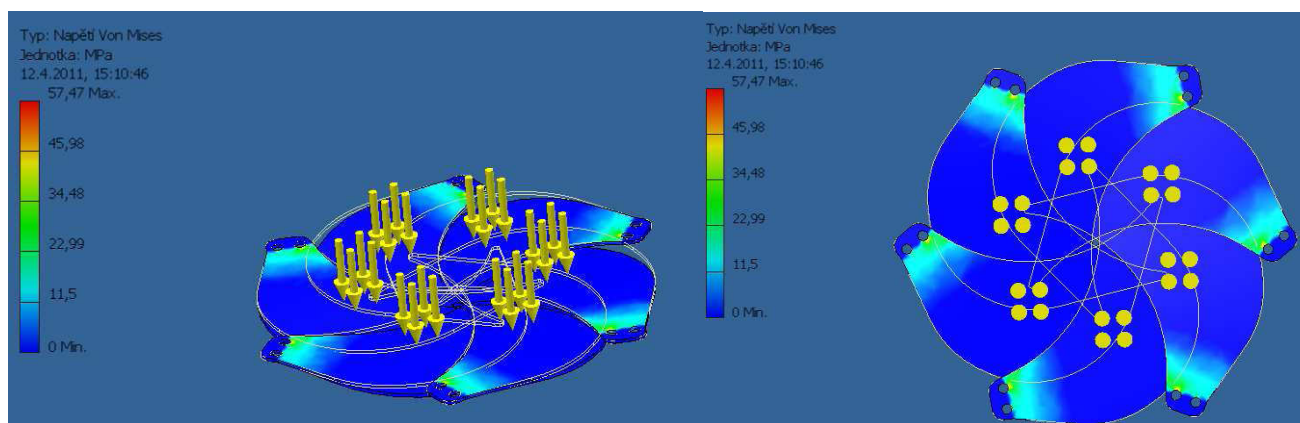 Typ: Napětí Von Mises
Jednotka: MPa
12.4.2011, 15:10:46
57,47 Max.
45,98
34,48
22,99
11,5
0 Min.
Typ: Napětí Von Mises
Jednotka: MPa
12.4.2011, 15:10:46
57,47 Max.
45,98
34,48
22,99
11,5
0 Min.